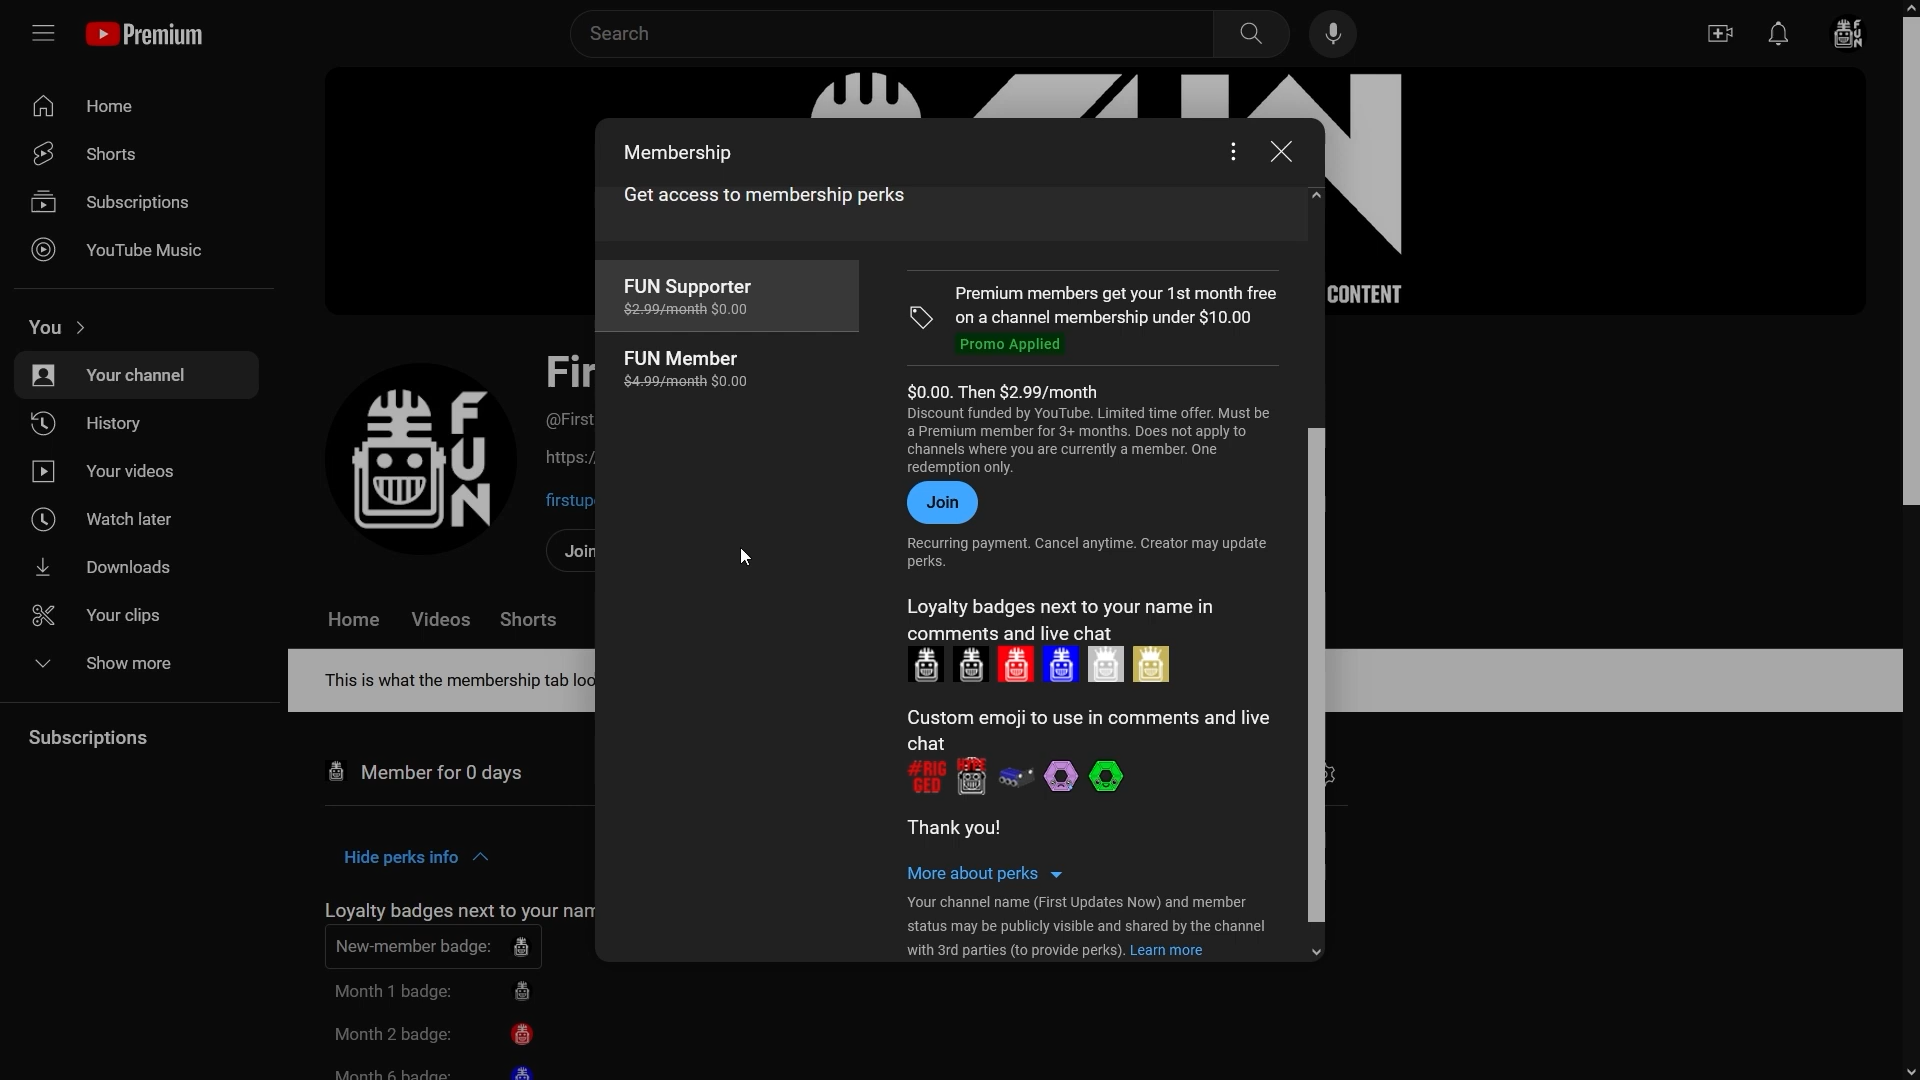 Premium
Search
FUN
Home
Shorts
Subscriptions
YouTube Music
You
Your channel
History
Your videos
Watch later
Downloads
Your clips
Show more
Subscriptions
CONTENT
FUN
Fir
@First
https:/
firstup
Join
Home Videos Shorts
This is what the membership tab loo
Member for 0 days
Hide perks info
Loyalty badges next to your nam
New-member badge:
Month 1 badge:
Month 2 badge:
Month 6 badge:
Membership
Get access to membership perks
FUN Supporter
$2.99/month $0.00
FUN Member
$4.99/month $0.00
Premium members get your 1st month free
on a channel membership under $10.00
Promo Applied
$0.00. Then $2.99/month
Discount funded by YouTube. Limited time offer. Must be
a Premium member for 3+ months. Does not apply to
channels where you are currently a member. One
redemption only.
Join
Recurring payment. Cancel anytime. Creator may update
perks.
Loyalty badges next to your name in
comments and live chat
Custom emoji to use in comments and live
chat
#RIG
GED
HYPE
Thank you!
More about perks
Your channel name (First Updates Now) and member
status may be publicly visible and shared by the channel
with 3rd parties (to provide perks). Learn more